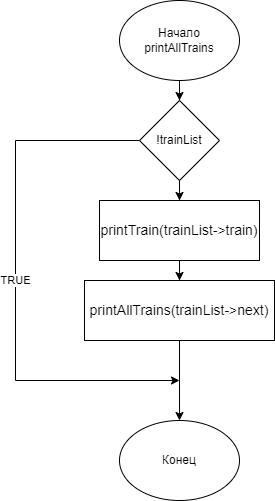 Начало
printAllTrains
!trainList
printTrain(trainList->train)
TRUE
printAllTrains(trainList->next)
Конец